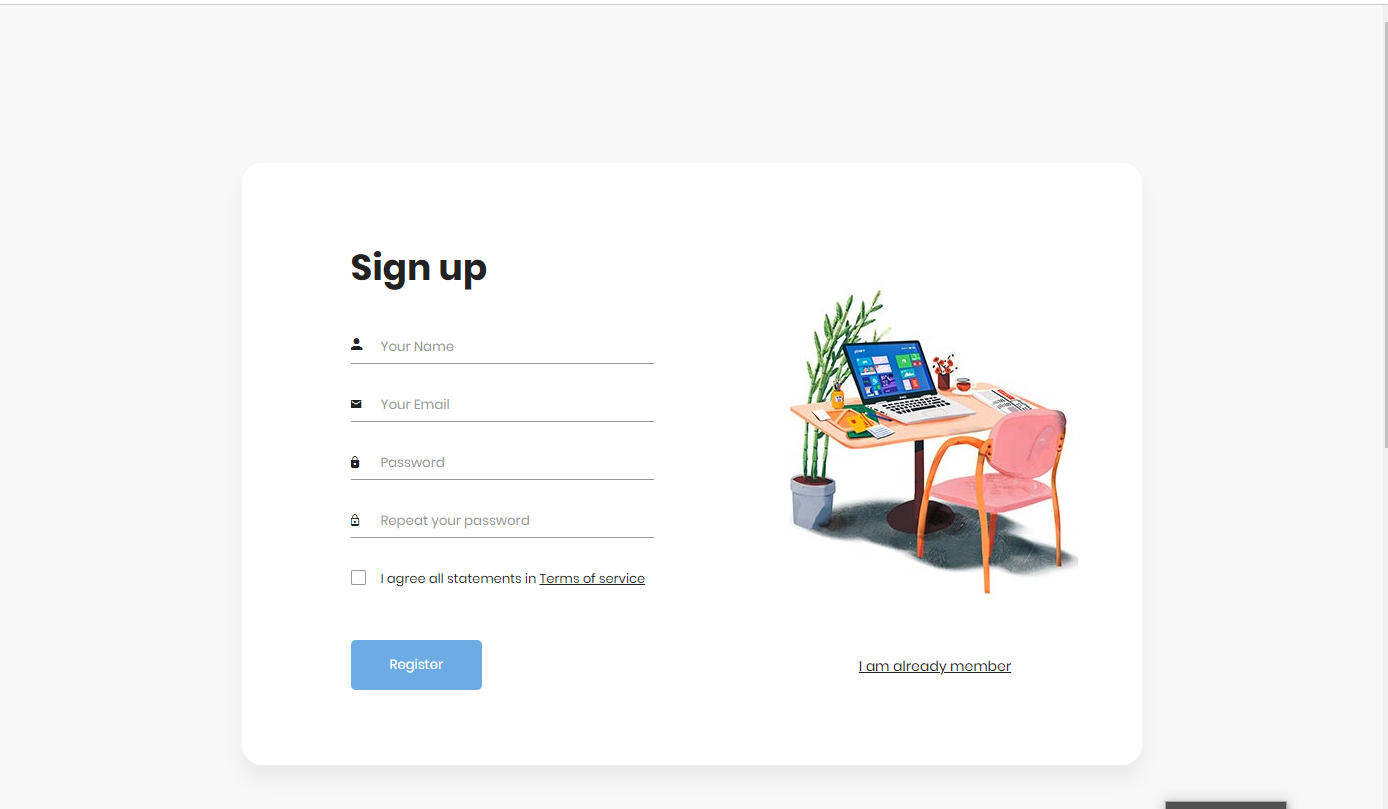 Sign up
Your Name
Your Email
Password
Repeat your password
I agree all statements in Terms of service
Register
I am already member